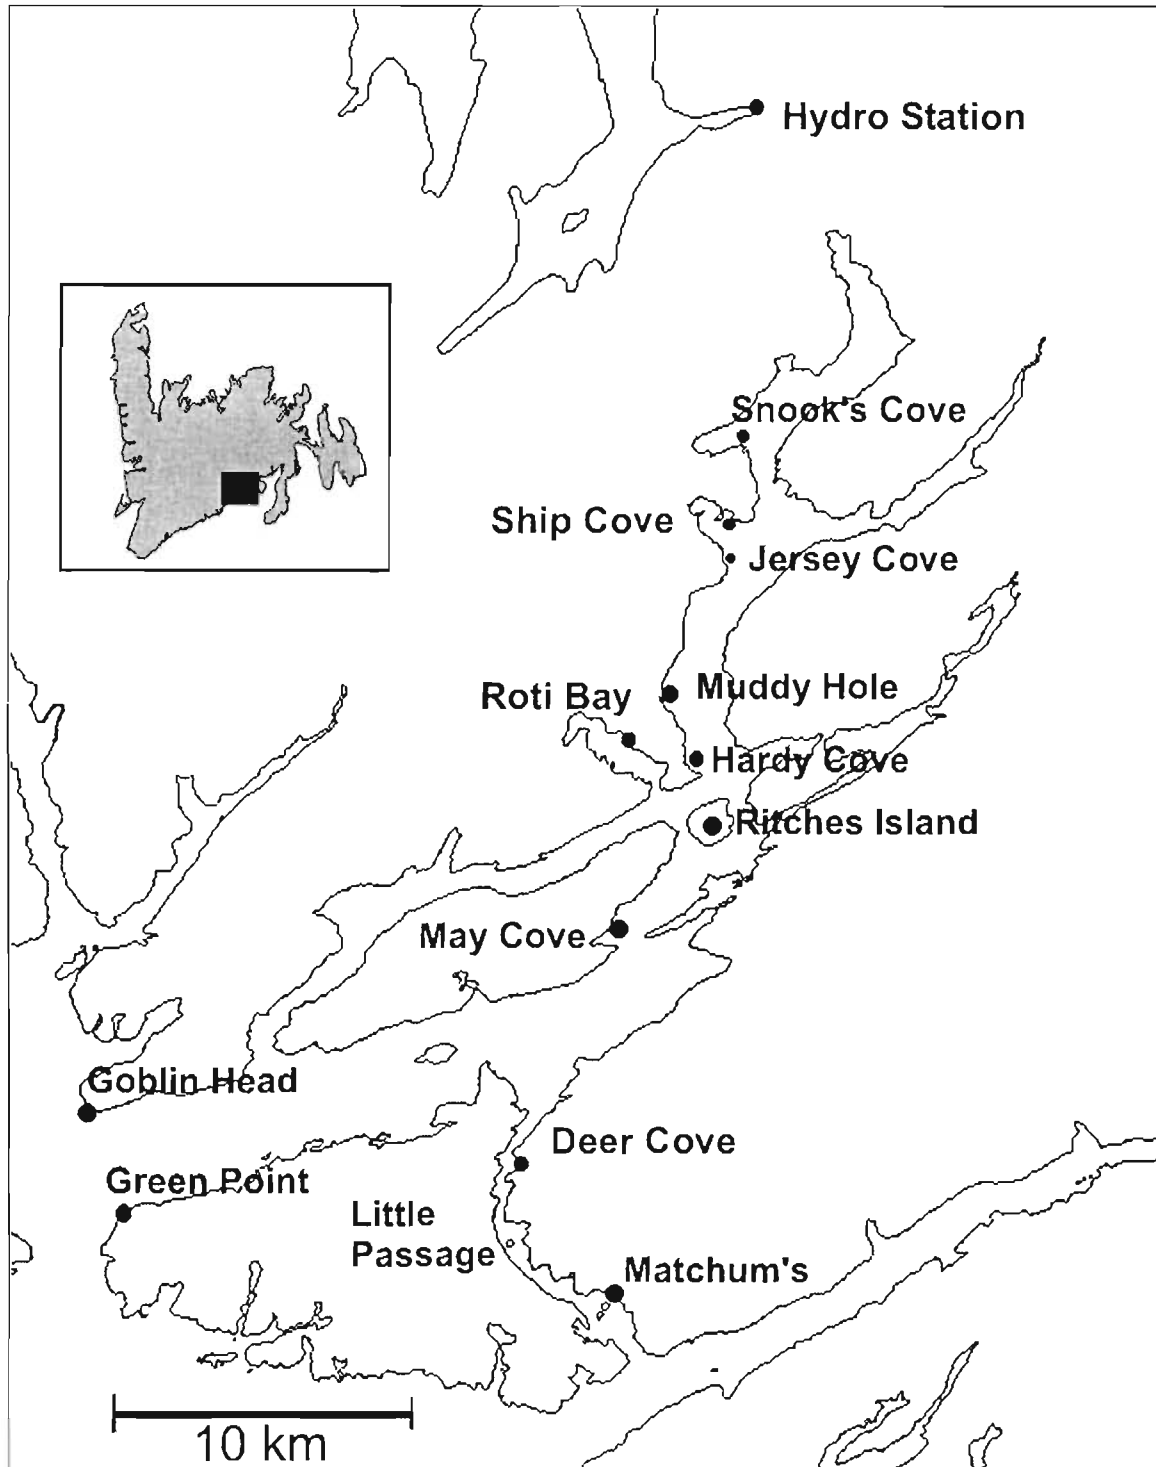 Hydro Station
Snook's Cove
Ship Cove
Jersey Cove
Muddy Hole
Roti Bay
Hardy Cove
Ritches Island
May Cove
Goblin Head
Deer Cove
Green Point
Little
Passage
Matchum's
10 km